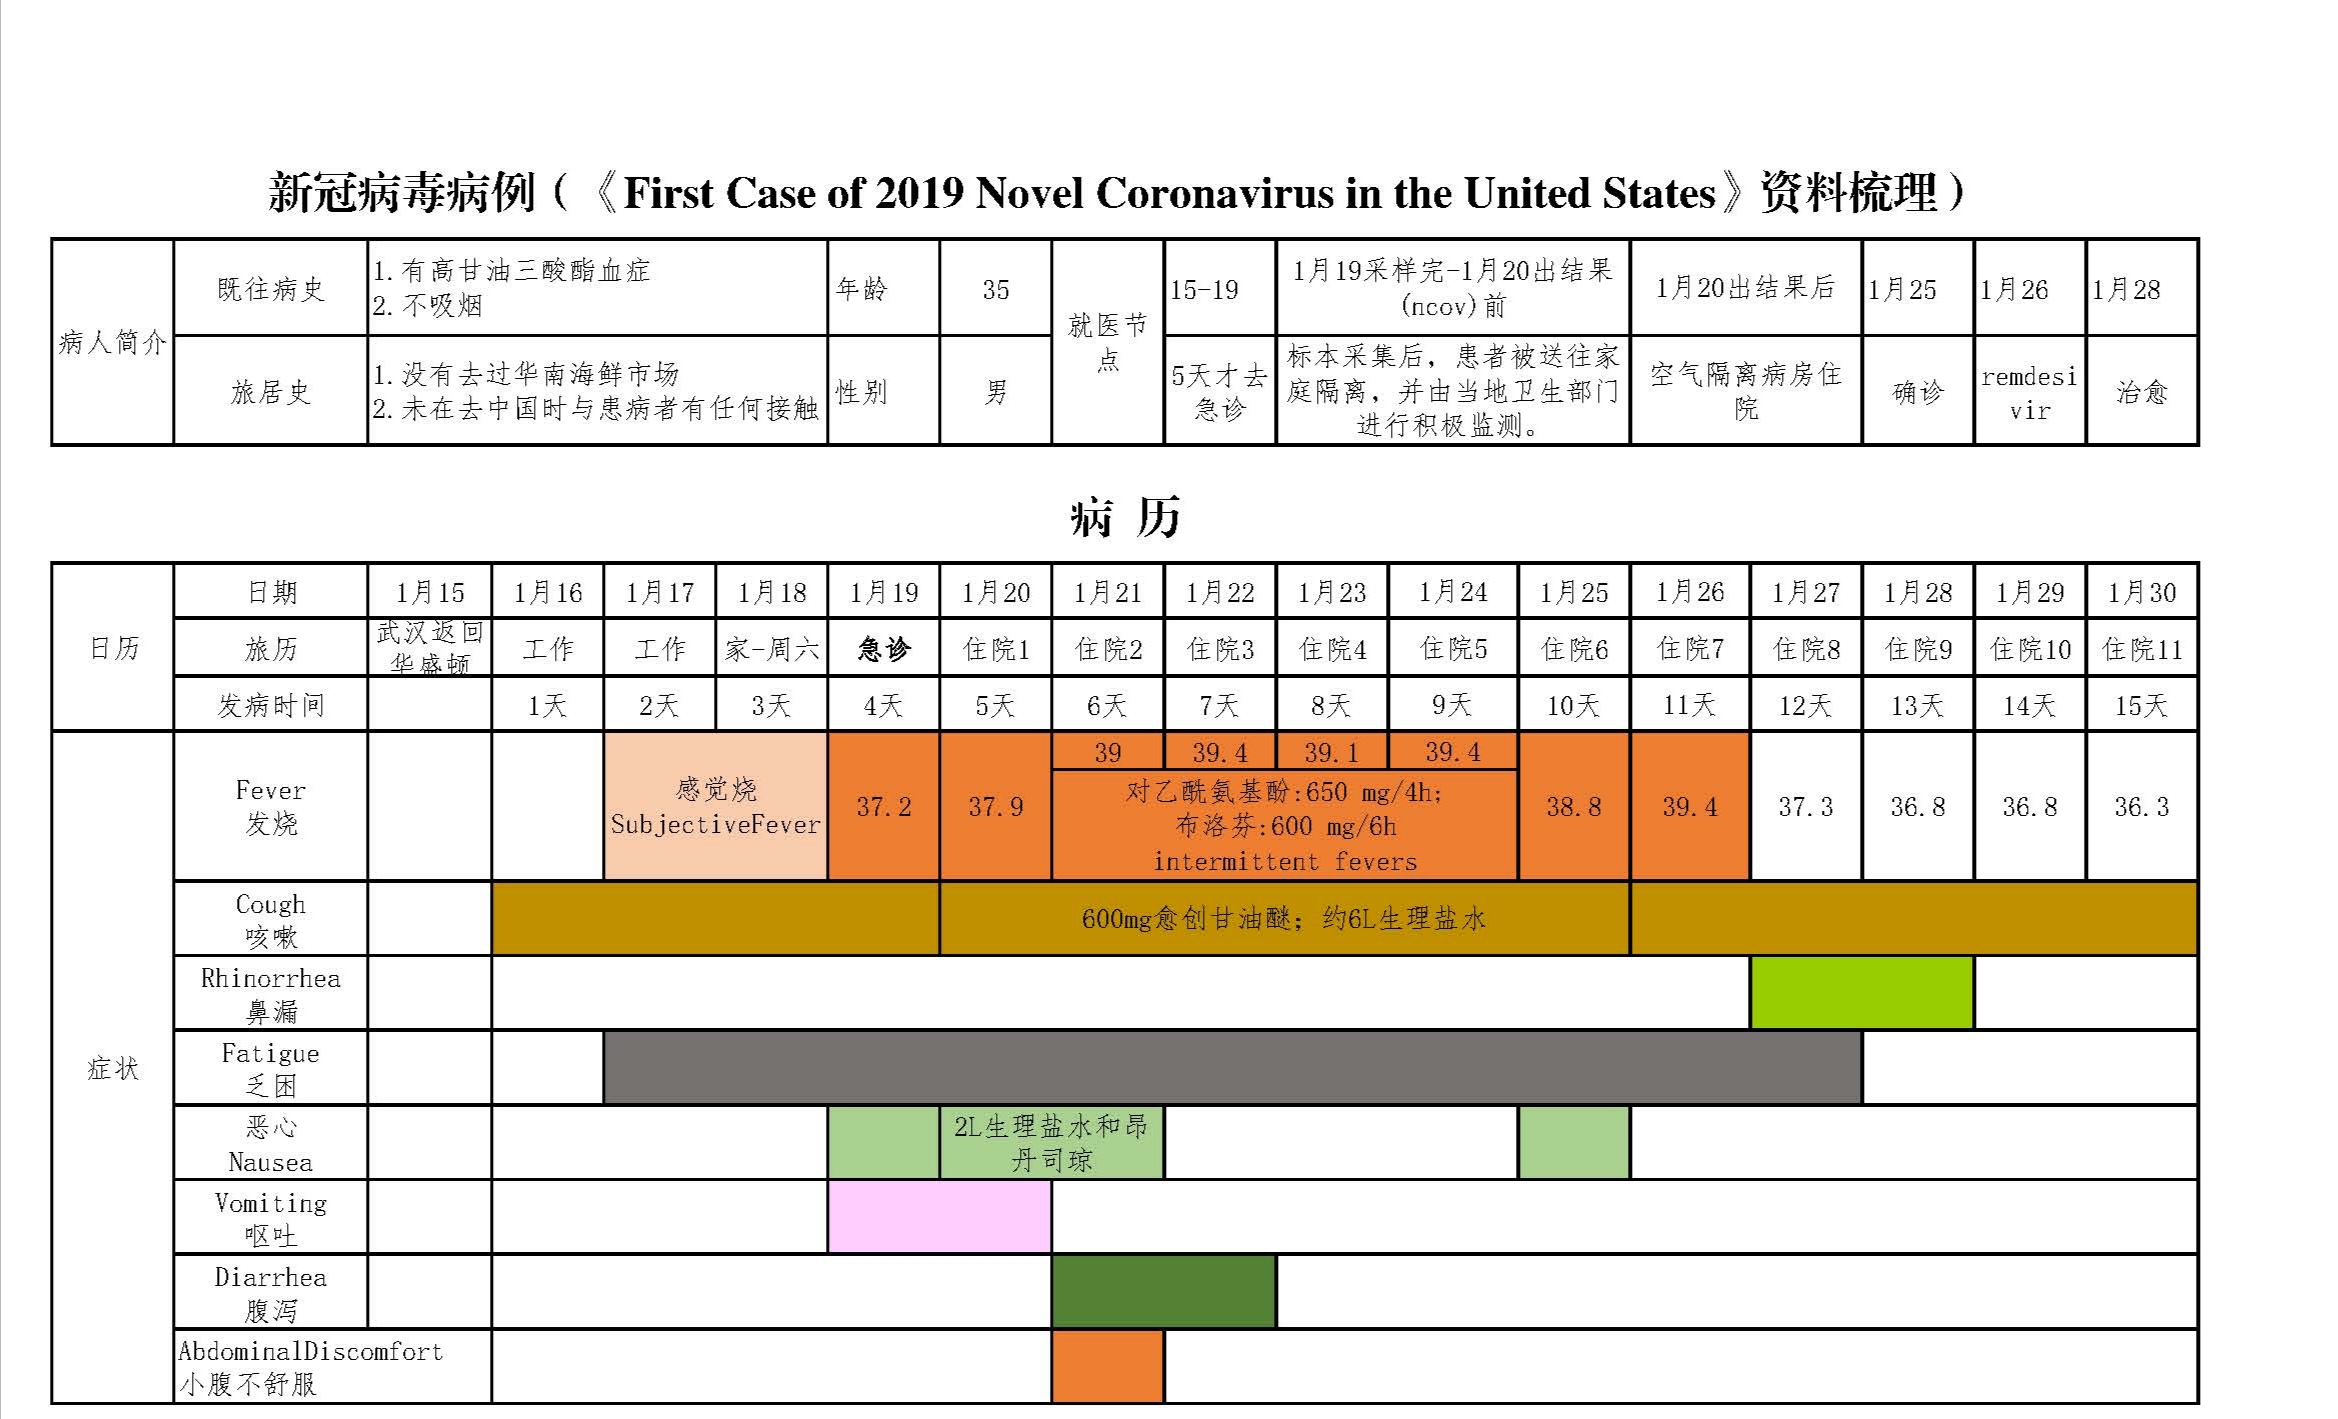 新冠病毒病例（《First Case of 2019 Novel Coronavirus in the United States》资料梳理）
病人简介
既往病史
1.有高甘油三酸酯血症
2.不吸烟
年龄
35
就医节
点
15-19
1月19采样完-1月20出结果
(ncov)前
1月20出结果后
1月25
1月26
1月28
旅居史
1.没有去过华南海鲜市场
2.未在去中国时与患病者有任何接触
性别
男
5天才去
急诊
标本采集后，患者被送往家
庭隔离，并由当地卫生部门
进行积极监测。
空气隔离病房住
院
确诊
remdesi
vir
治愈
病 历
日历
日期
1月15
1月16
1月17
1月18
1月19
1月20
1月21
1月22
1月23
1月24
1月25
1月26
1月27
1月28
1月29
1月30
旅历
武汉返回
华盛顿
工作
工作
家-周六
急诊
住院1
住院2
住院3
住院4
住院5
住院6
住院7
住院8
住院9
住院10
住院11
发病时间
1天
2天
3天
4天
5天
6天
7天
8天
9天
10天
11天
12天
13天
14天
15天
症状
Fever
发烧
感觉烧
SubjectiveFever
37.2
37.9
39
39.4
39.1
39.4
对乙酰氨基酚:650 mg/4h；
布洛芬:600 mg/6h
intermittent fevers
38.8
39.4
37.3
36.8
36.8
36.3
Cough
咳嗽
600mg愈创甘油醚；约6L生理盐水
Rhinorrhea
鼻漏
Fatigue
乏困
恶心
Nausea
2L生理盐水和昂
丹司琼
Vomiting
呕吐
Diarrhea
腹泻
AbdominalDiscomfort
小腹不舒服